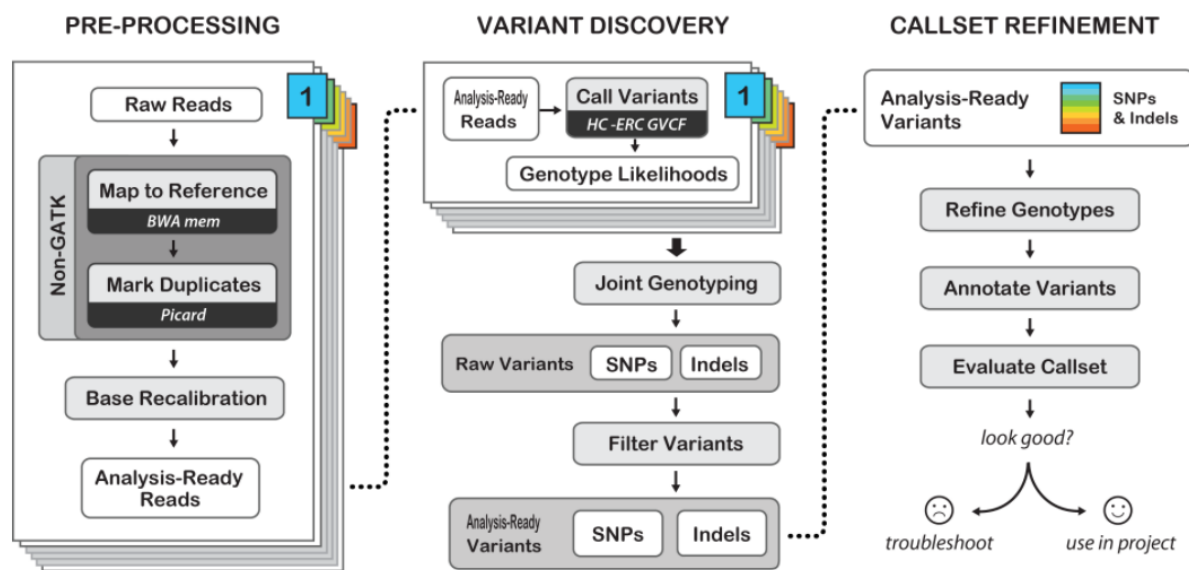 PRE-PROCESSING
1
Raw Reads
Non-GATK
Map to Reference
BWA mem
Mark Duplicates
Picard
Base Recalibration
Analysis-Ready
Reads
VARIANT DISCOVERY
1
Analysis-Ready
Reads
Call Variants
HC -ERC GVCF
Genotype Likelihoods
Joint Genotyping
Raw Variants
SNPs
Indels
Filter Variants
Analysis-Ready
Variants
SNPs
Indels
CALLSET REFINEMENT
Analysis-Ready
Variants
SNPs
& Indels
Refine Genotypes
Annotate Variants
Evaluate Callset
look good?
troubleshoot
use in project